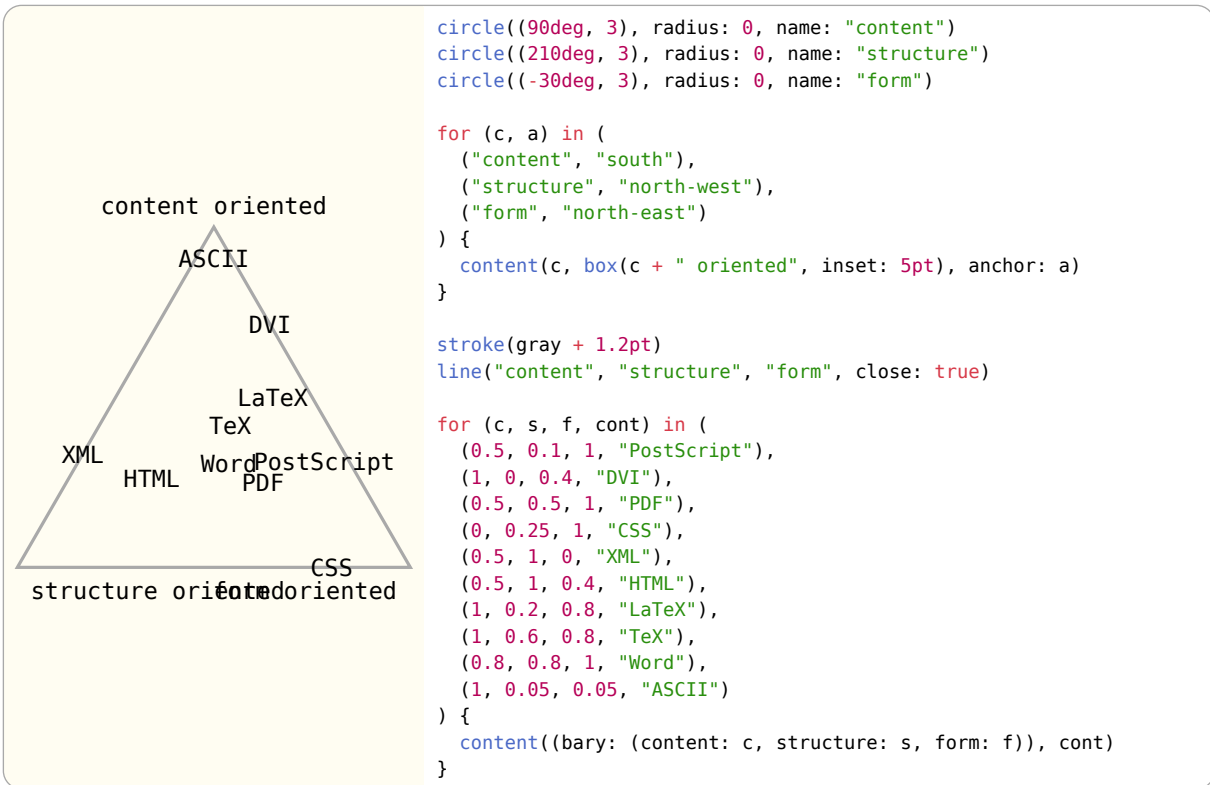 content oriented
ASCII
DVI
LaTeX
TeX
XML
HTML
Word
PostScript
PDF
CSS
structure oriented
form oriented
circle((90deg, 3), radius: 0, name: "content")
circle((210deg, 3), radius: 0, name: "structure")
circle((-30deg, 3), radius: 0, name: "form")
for (c, a) in (
  ("content", "south"),
  ("structure", "north-west"),
  ("form", "north-east")
) {
  content(c, box(c + " oriented", inset: 5pt), anchor: a)
}
stroke(gray + 1.2pt)
line("content", "structure", "form", close: true)
for (c, s, f, cont) in (
  (0.5, 0.1, 1, "PostScript"),
  (1, 0, 0.4, "DVI"),
  (0.5, 0.5, 1, "PDF"),
  (0, 0.25, 1, "CSS"),
  (0.5, 1, 0, "XML"),
  (0.5, 1, 0.4, "HTML"),
  (1, 0.2, 0.8, "LaTeX"),
  (1, 0.6, 0.8, "TeX"),
  (0.8, 0.8, 1, "Word"),
  (1, 0.05, 0.05, "ASCII")
) {
  content((bary: (content: c, structure: s, form: f)), cont)
}